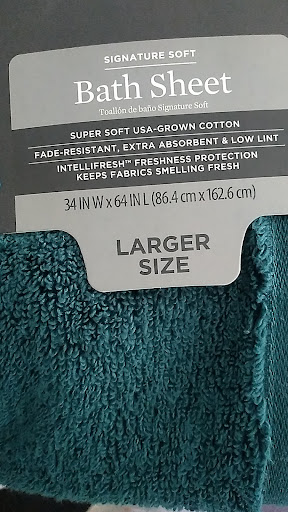 SIGNATURE SOFT
Bath Sheet
Toallón de baño Signature Soft
SUPER SOFT USA-GROWN COTTON
FADE-RESISTANT, EXTRA ABSORBENT & LOW LINT
INTELLIFRESH™ FRESHNESS PROTECTION
KEEPS FABRICS SMELLING FRESH
34 IN W x 64 IN L (86.4 cm x 162.6 cm)
LARGER
SIZE